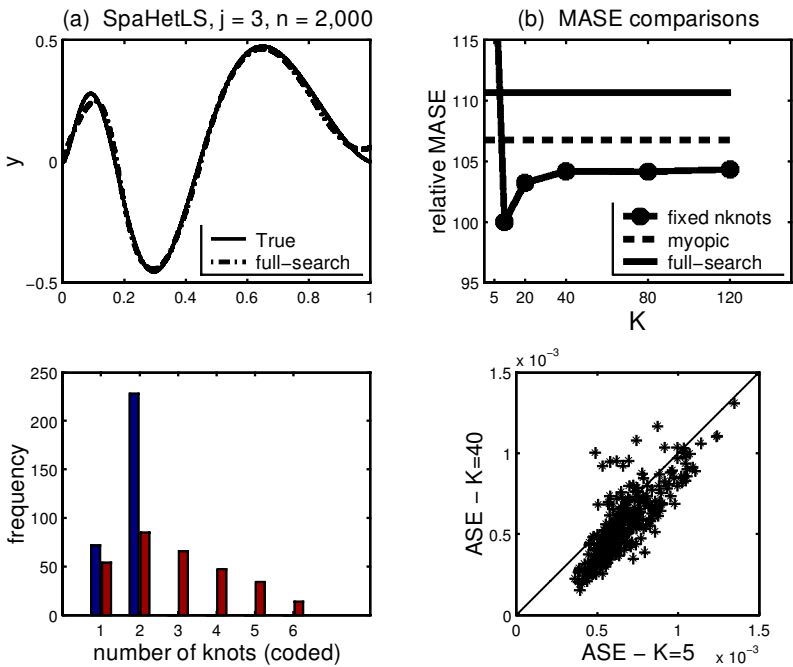 (a) SpaHetLS, j = 3, n = 2,000
0.5
0
−0.5
y
0 0.2 0.4 0.6 0.8 1
True
full−search
(b) MASE comparisons
115
110
105
100
95
relative MASE
5 20 40 80 120
K
fixed nknots
myopic
full−search
250
200
150
100
50
0
frequency
1 2 3 4 5 6
number of knots (coded)
x 10⁻³
1.5
1
0.5
0
ASE − K=40
0 0.5 1 1.5
ASE − K=5 x 10⁻³